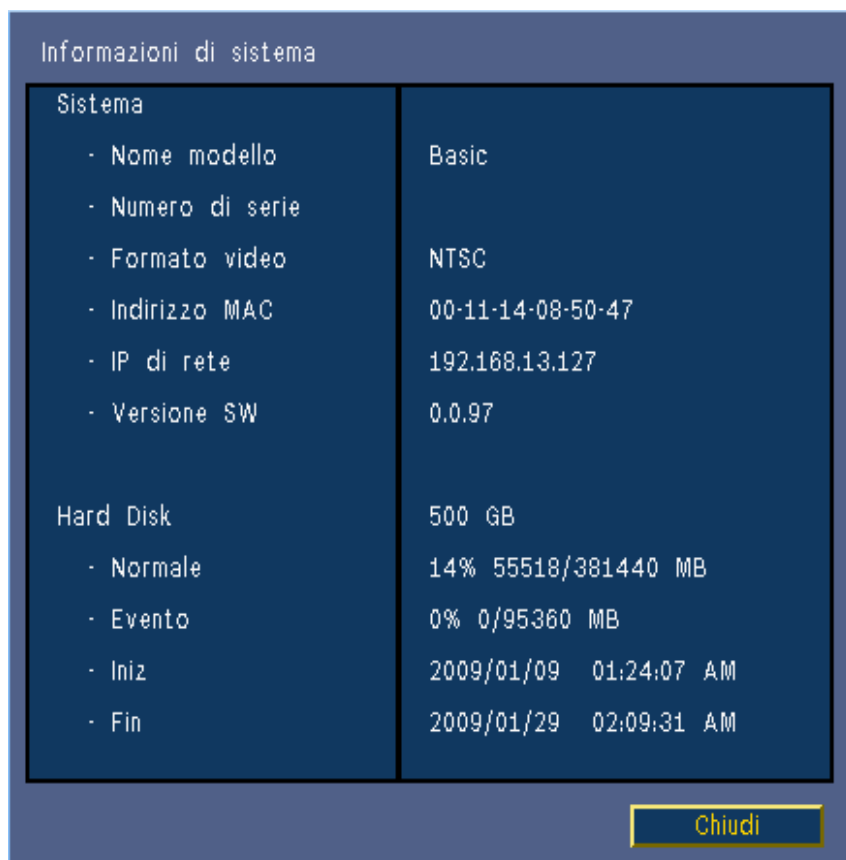 Informazioni di sistema
Sistema
- Nome modello Basic
- Numero di serie
- Formato video NTSC
- Indirizzo MAC 00-11-14-08-50-47
- IP di rete 192.168.13.127
- Versione SW 0.0.97
Hard Disk 500 GB
- Normale 14% 55518/381440 MB
- Evento 0% 0/95360 MB
- Iniz 2009/01/09 01:24:07 AM
- Fin 2009/01/29 02:09:31 AM
Chiudi